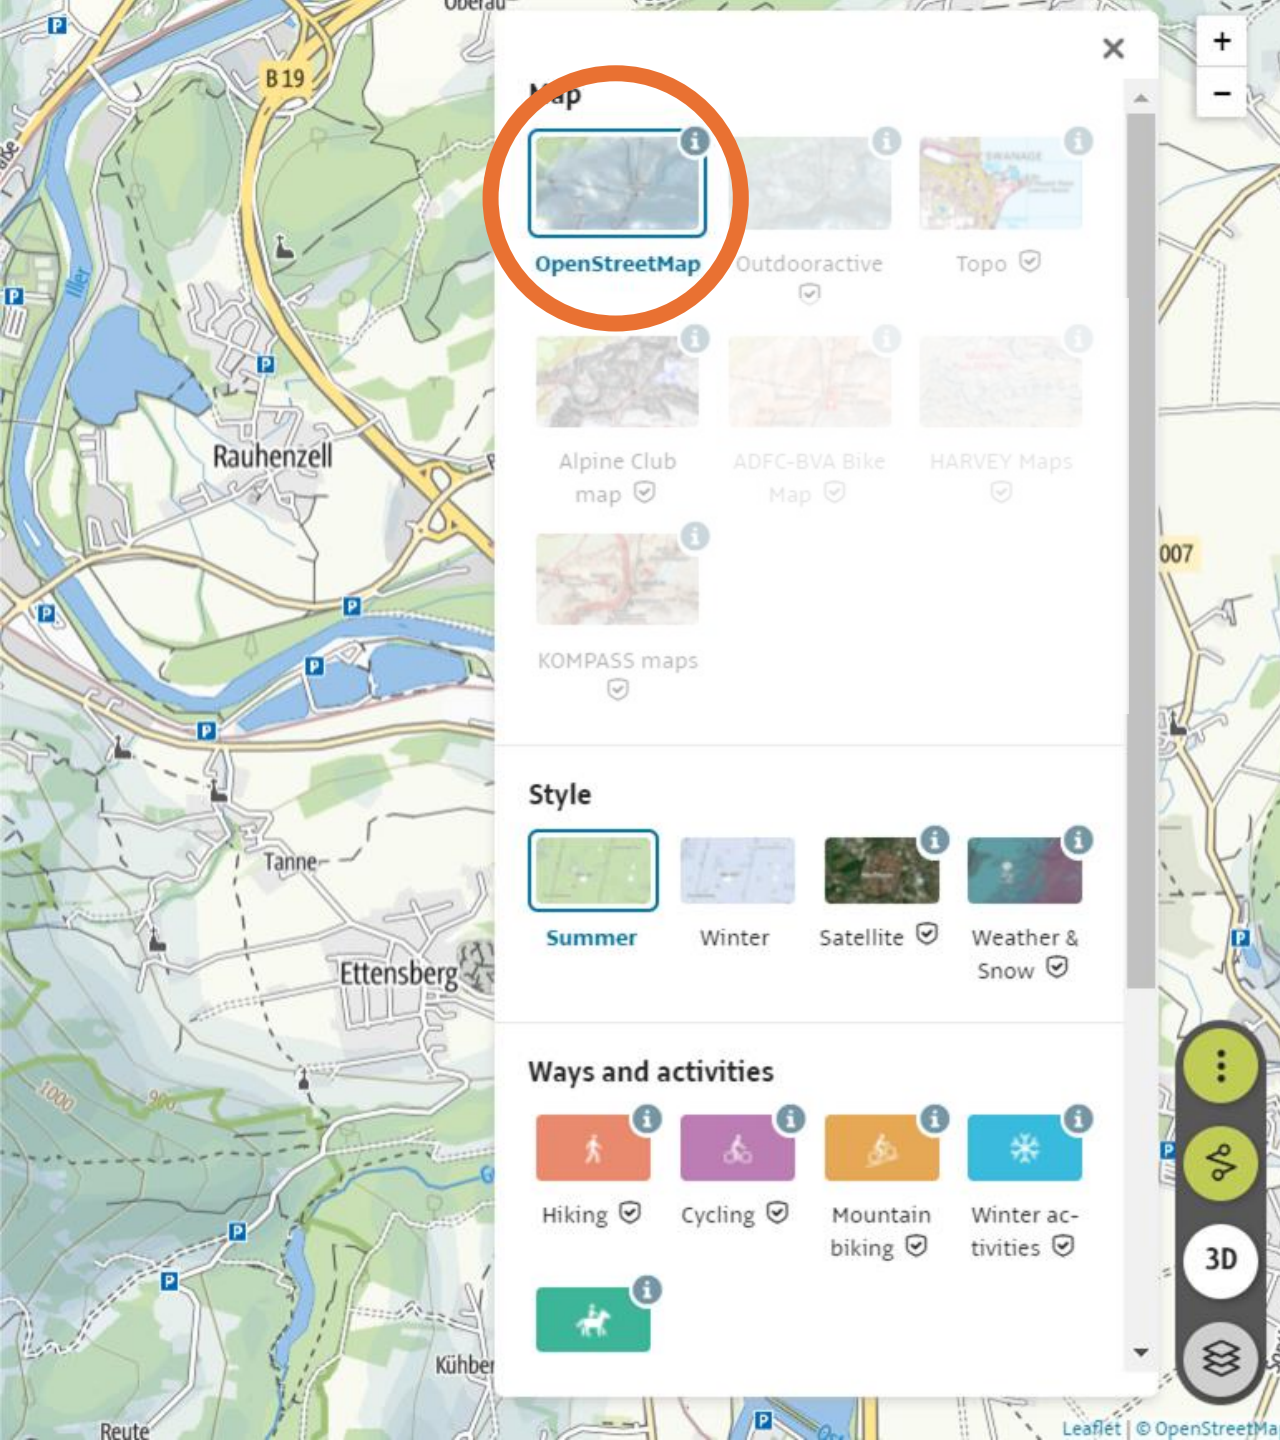 Oberau
B 19
Iller
Rauhenzell
Tanne
Ettensberg
1000
900
Reute
007
Map
OpenStreetMap
Outdooractive
SWANAGE
Topo
Alpine Club
map
ADFC-BVA Bike
Map
HARVEY Maps
KOMPASS maps
Style
Summer
Winter
Satellite
Weather &
Snow
Ways and activities
Hiking
Cycling
Mountain
biking
Winter ac-
tivities
3D
+
−
Leaflet | © OpenStreetMa